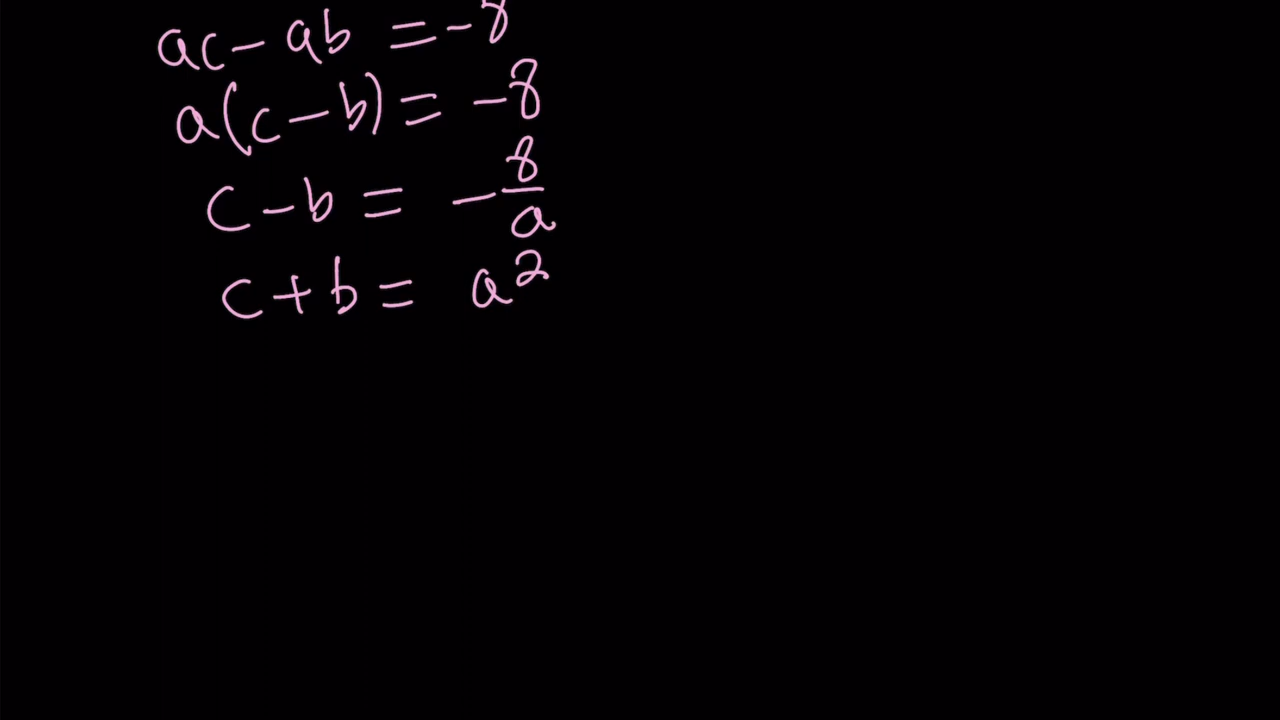 ac - ab = -8
a(c - b) = -8
c - b = - 8/a
c + b = a²